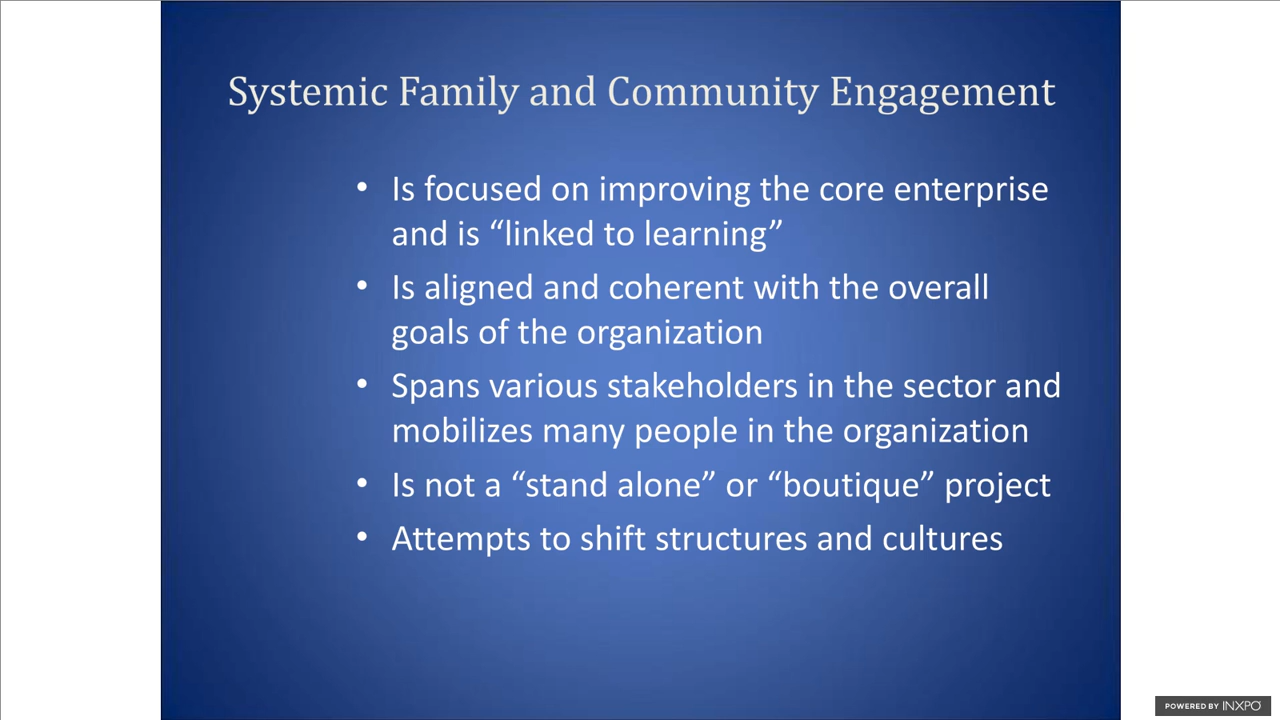 Systemic Family and Community Engagement
• Is focused on improving the core enterprise
and is “linked to learning”
• Is aligned and coherent with the overall
goals of the organization
• Spans various stakeholders in the sector and
mobilizes many people in the organization
• Is not a “stand alone” or “boutique” project
• Attempts to shift structures and cultures
POWERED BY INXPO